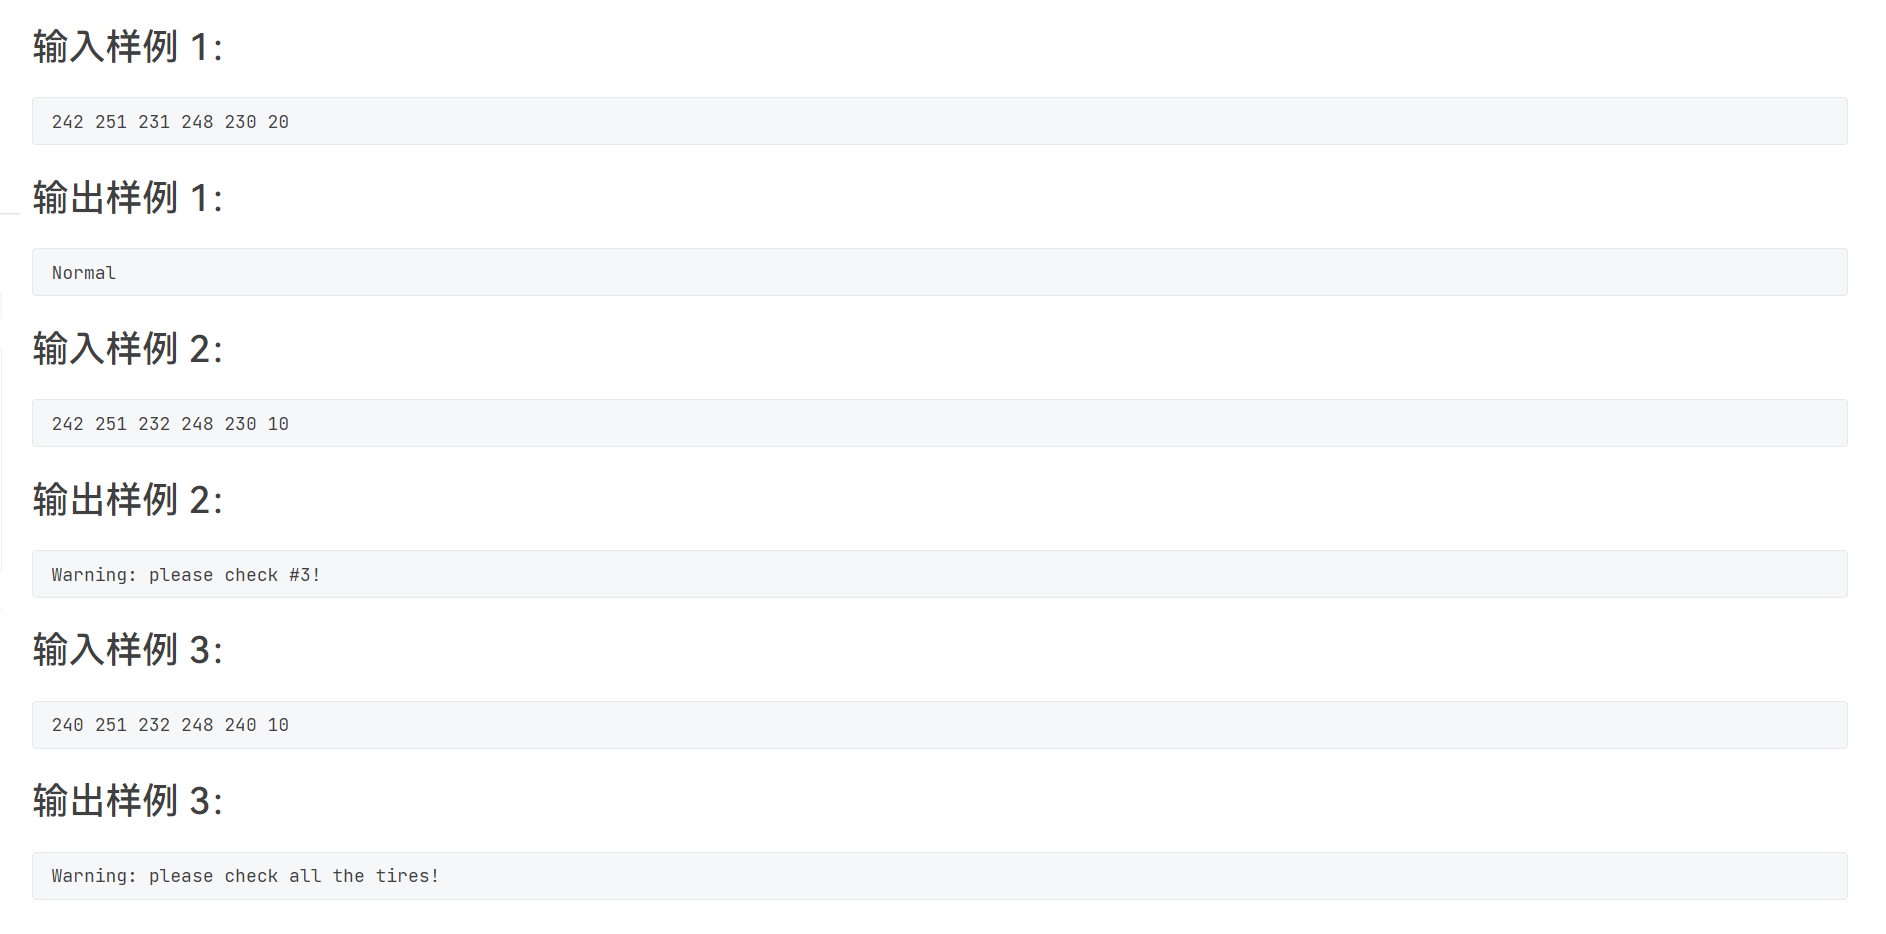 输入样例 1：
242 251 231 248 230 20
输出样例 1：
Normal
输入样例 2：
242 251 232 248 230 10
输出样例 2：
Warning: please check #3!
输入样例 3：
240 251 232 248 240 10
输出样例 3：
Warning: please check all the tires!